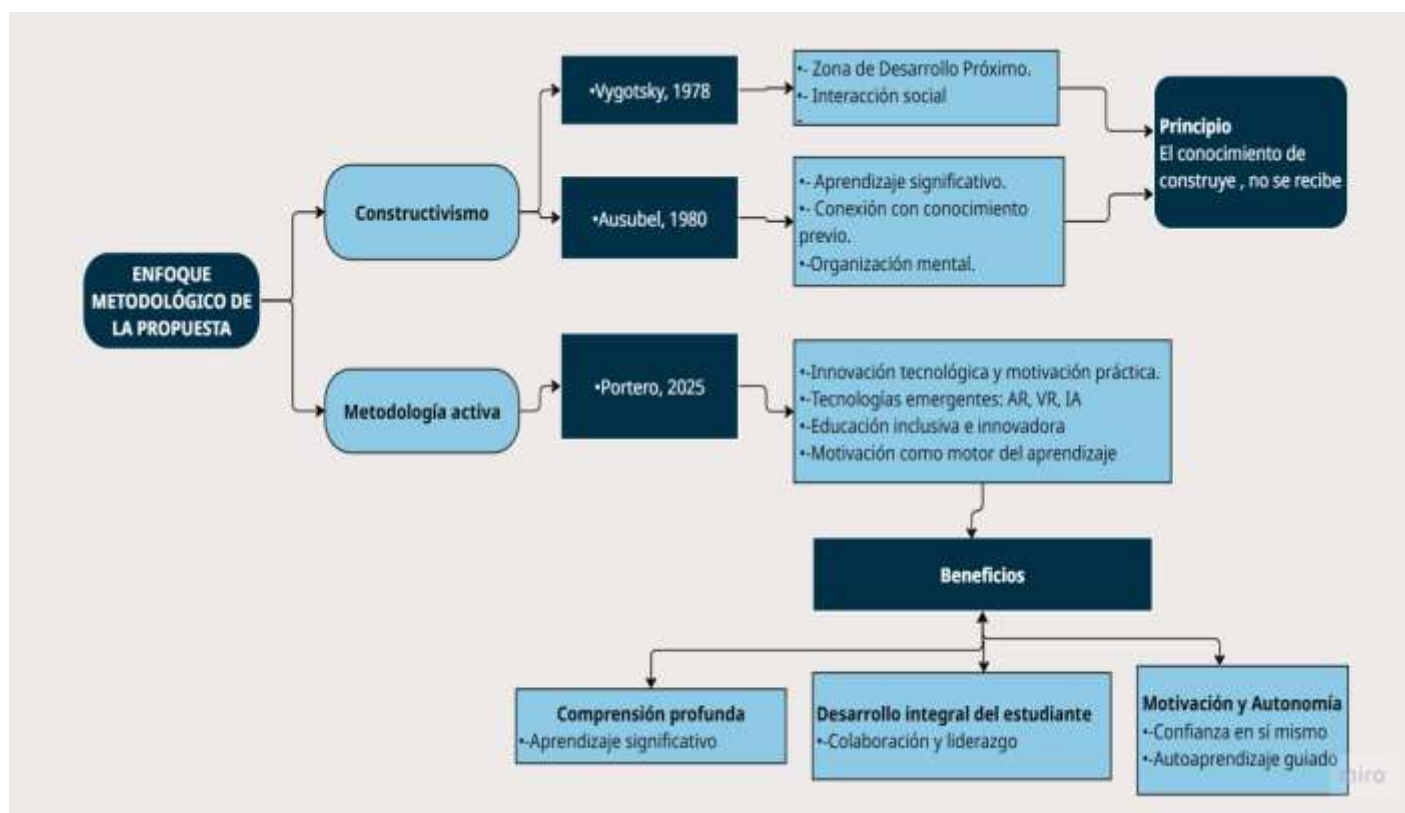 ENFOQUE
METODOLÓGICO DE
LA PROPUESTA
Constructivismo
•Vygotsky, 1978
•- Zona de Desarrollo Próximo.
•- Interacción social
-
•Ausubel, 1980
•- Aprendizaje significativo.
•- Conexión con conocimiento
previo.
•-Organización mental.
Principio
El conocimiento de
construye , no se recibe
Metodología activa
•Portero, 2025
•-Innovación tecnológica y motivación práctica.
•-Tecnologías emergentes: AR, VR, IA
•-Educación inclusiva e innovadora
•-Motivación como motor del aprendizaje
Beneficios
Comprensión profunda
•-Aprendizaje significativo
Desarrollo integral del estudiante
•-Colaboración y liderazgo
Motivación y Autonomía
•-Confianza en sí mismo
•-Autoaprendizaje guiado
miro